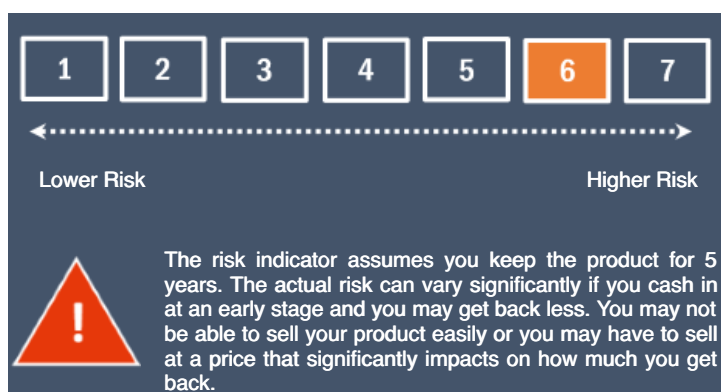 1 2 3 4 5 6 7
Lower Risk Higher Risk
!
The risk indicator assumes you keep the product for 5
years. The actual risk can vary significantly if you cash in
at an early stage and you may get back less. You may not
be able to sell your product easily or you may have to sell
at a price that significantly impacts on how much you get
back.